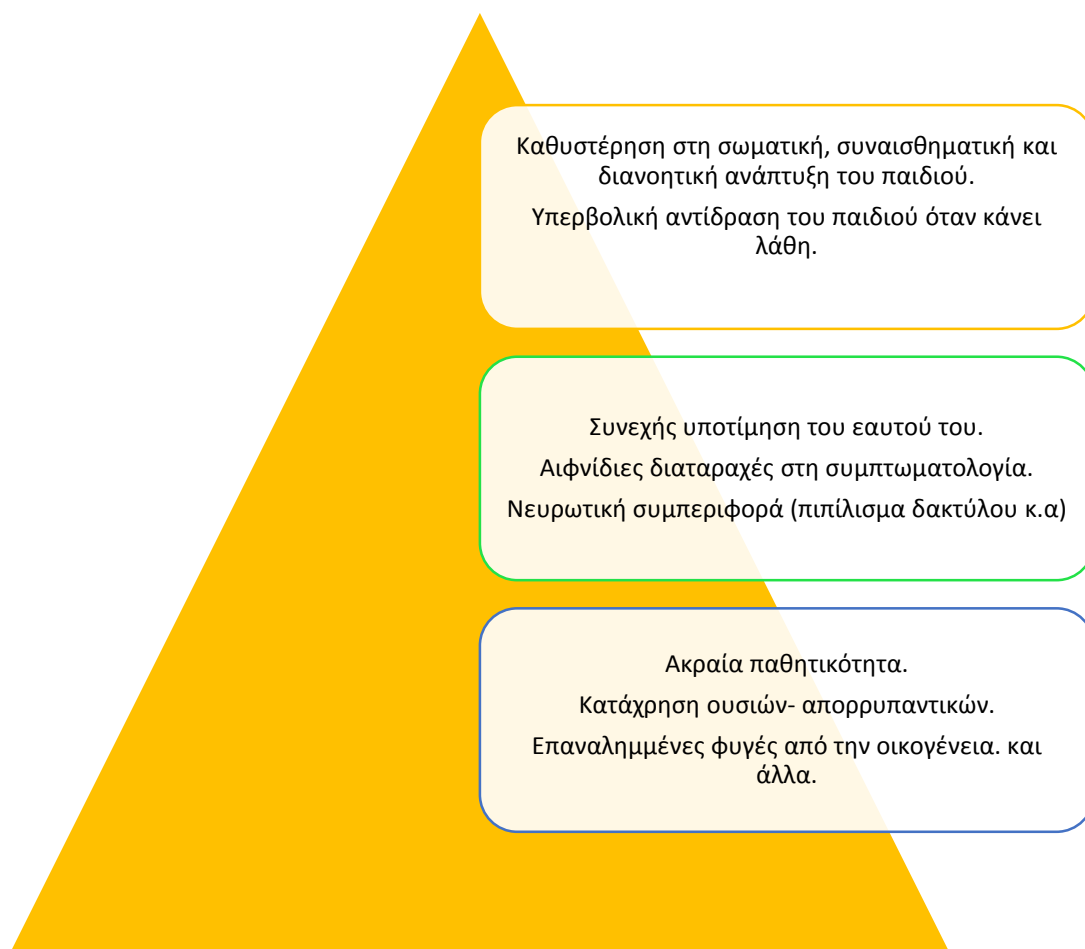 Καθυστέρηση στη σωματική, συναισθηματική και
διανοητική ανάπτυξη του παιδιού.
Υπερβολική αντίδραση του παιδιού όταν κάνει
λάθη.
Συνεχής υποτίμηση του εαυτού του.
Αιφνίδιες διαταραχές στη συμπτωματολογία.
Νευρωτική συμπεριφορά (πιπίλισμα δακτύλου κ.α)
Ακραία παθητικότητα.
Κατάχρηση ουσιών- απορρυπαντικών.
Επαναλημμένες φυγές από την οικογένεια. και
άλλα.